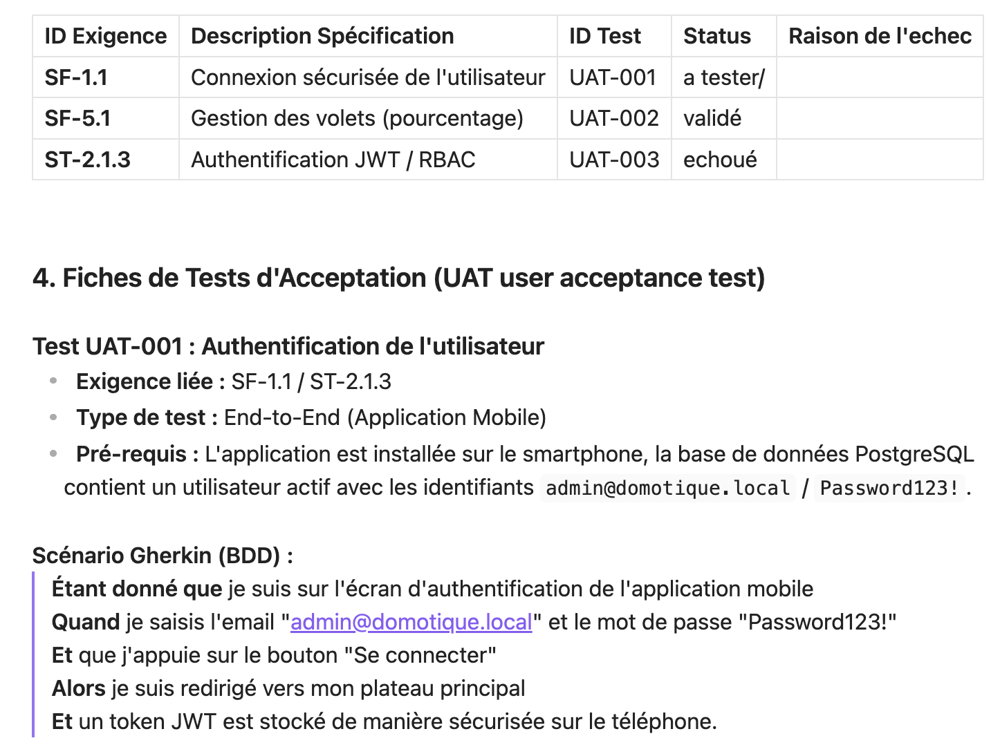 ID Exigence Description Spécification ID Test Status Raison de l'echec
SF-1.1 Connexion sécurisée de l'utilisateur UAT-001 a tester/
SF-5.1 Gestion des volets (pourcentage) UAT-002 validé
ST-2.1.3 Authentification JWT / RBAC UAT-003 echoué
4. Fiches de Tests d'Acceptation (UAT user acceptance test)
Test UAT-001 : Authentification de l'utilisateur
• Exigence liée : SF-1.1 / ST-2.1.3
• Type de test : End-to-End (Application Mobile)
• Pré-requis : L'application est installée sur le smartphone, la base de données PostgreSQL
contient un utilisateur actif avec les identifiants admin@domotique.local / Password123! .
Scénario Gherkin (BDD) :
Étant donné que je suis sur l'écran d'authentification de l'application mobile
Quand je saisis l'email "admin@domotique.local" et le mot de passe "Password123!"
Et que j'appuie sur le bouton "Se connecter"
Alors je suis redirigé vers mon plateau principal
Et un token JWT est stocké de manière sécurisée sur le téléphone.